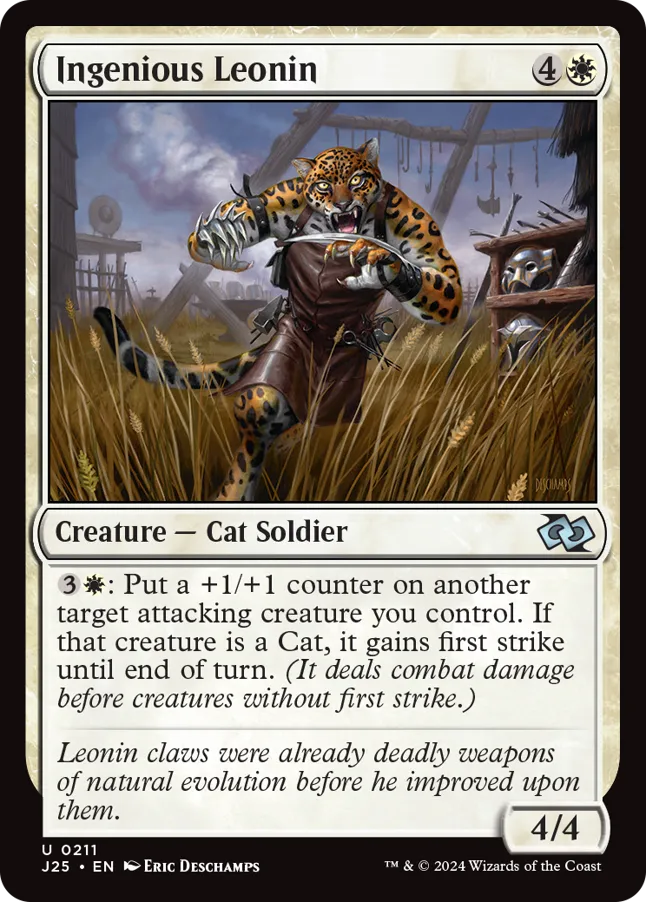 Ingenious Leonin 4
DESCHAMPS
Creature — Cat Soldier
3: Put a +1/+1 counter on another
target attacking creature you control. If
that creature is a Cat, it gains first strike
until end of turn. (It deals combat damage
before creatures without first strike.)
Leonin claws were already deadly weapons
of natural evolution before he improved upon
them.
4/4
U 0211
J25 • EN Eric Deschamps ™ & © 2024 Wizards of the Coast